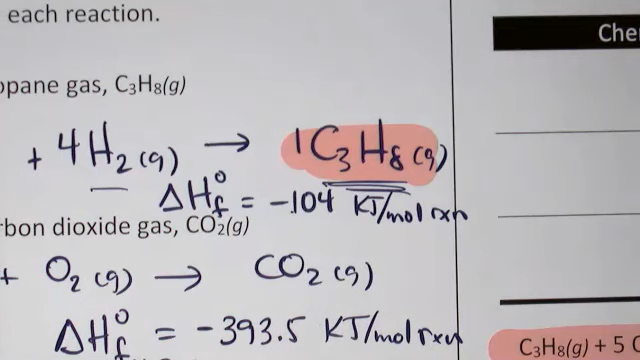 each reaction.
Che
opane gas, C₃H₈(g)
+ 4H₂(g) → 1C₃H₈(g)
ΔH°f = -104 KJ/mol rxn
rbon dioxide gas, CO₂(g)
+ O₂(g) → CO₂(g)
ΔH°f = -393.5 KJ/mol rxn
C₃H₈(g) + 5 O